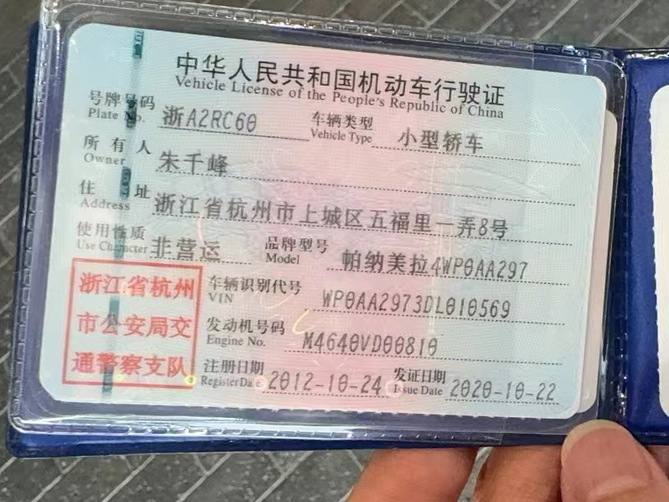 中华人民共和国机动车行驶证
Vehicle License of the People's Republic of China
号牌号码 浙A2RC60 车辆类型 小型轿车
Plate No. Vehicle Type
所有人 朱千峰
Owner
住址 浙江省杭州市上城区五福里一弄8号
Address
使用性质 非营运 品牌型号 帕纳美拉4WP0AA297
Use Character Model
浙江省杭州
市公安局交
通警察支队
车辆识别代号 WP0AA2973DL010569
VIN
发动机号码 M4640VD00810
Engine No.
注册日期 2012-10-24 发证日期 2020-10-22
Register Date Issue Date